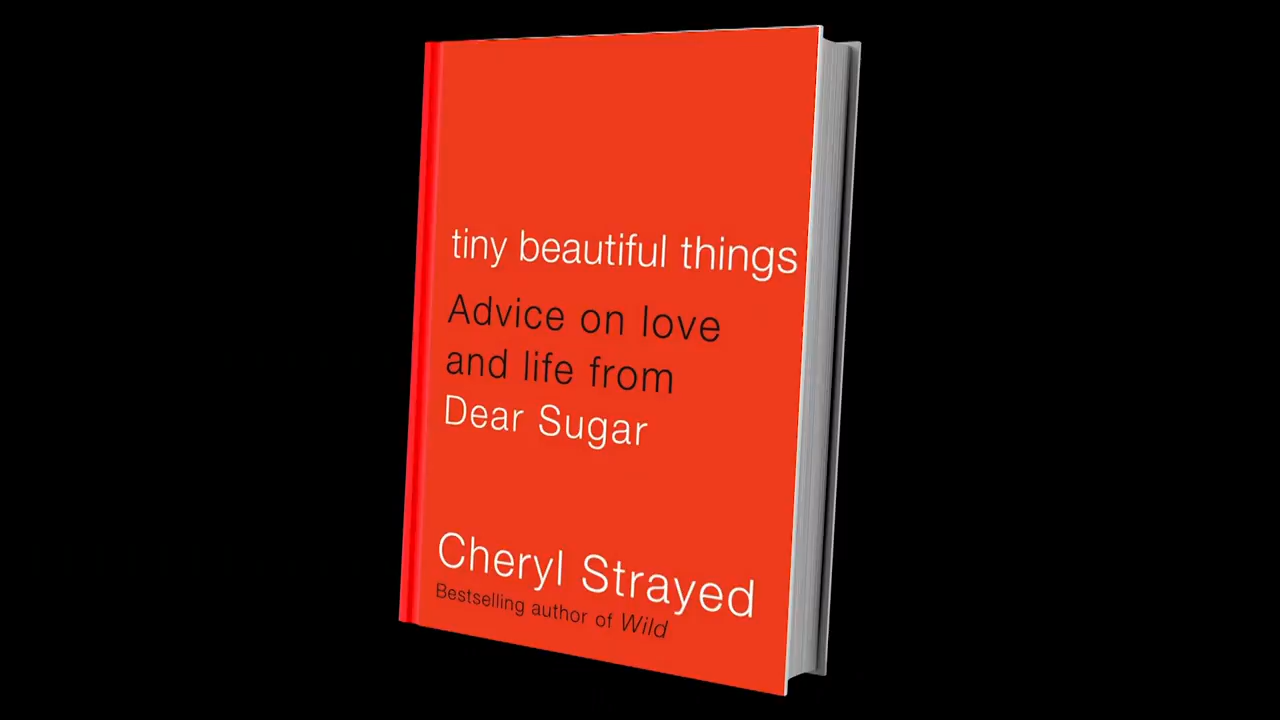 tiny beautiful things
Advice on love
and life from
Dear Sugar
Cheryl Strayed
Bestselling author of Wild